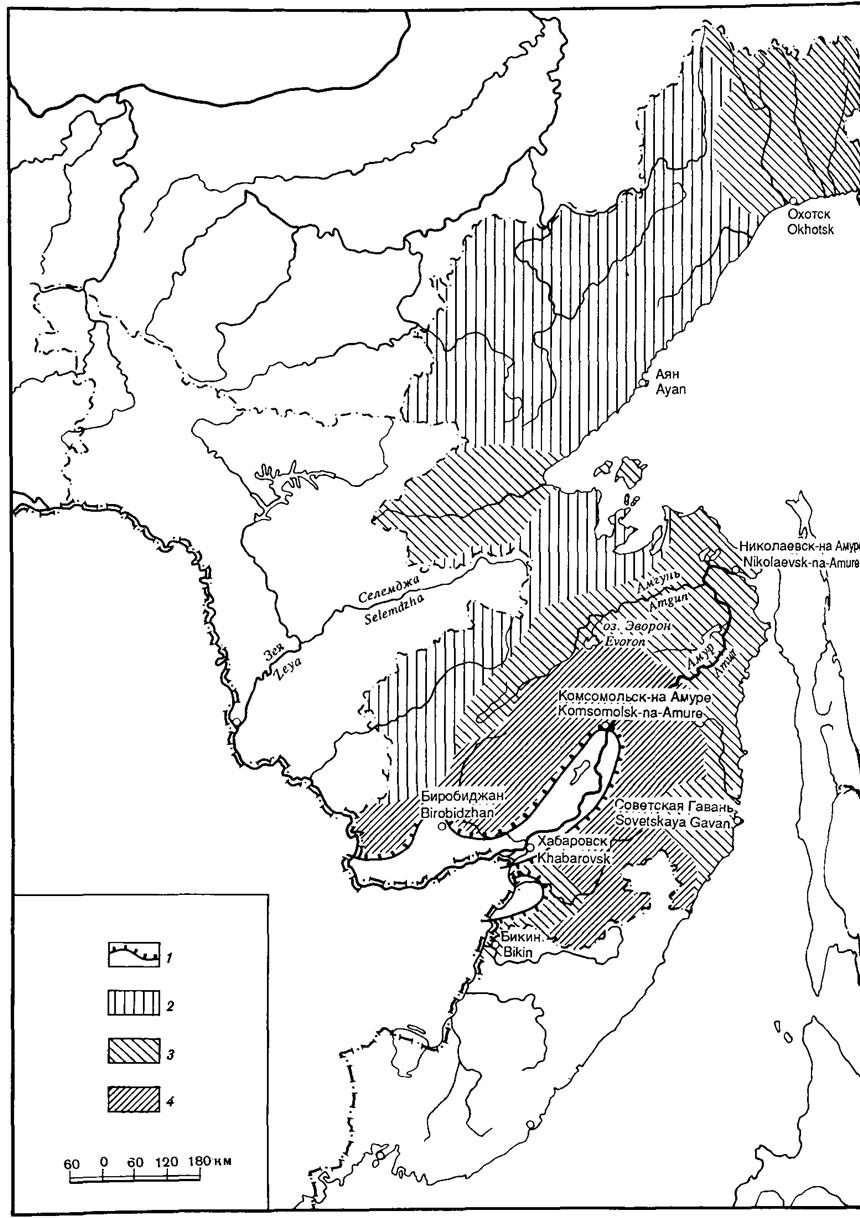 Охотск
Okhotsk
Аян
Ayan
Николаевск-на Амуре
Nikolaevsk-na-Amure
Амгунь
Amgun
Селемджа
Selemdzha
оз. Эворон
Evoron
Зея
Zeya
Амур
Amur
Комсомольск-на Амуре
Komsomolsk-na-Amure
Биробиджан
Birobidzhan
Советская Гавань
Sovetskaya Gavan
Хабаровск
Khabarovsk
Бикин.
Bikin
1
2
3
4
60 0 60 120 180 км